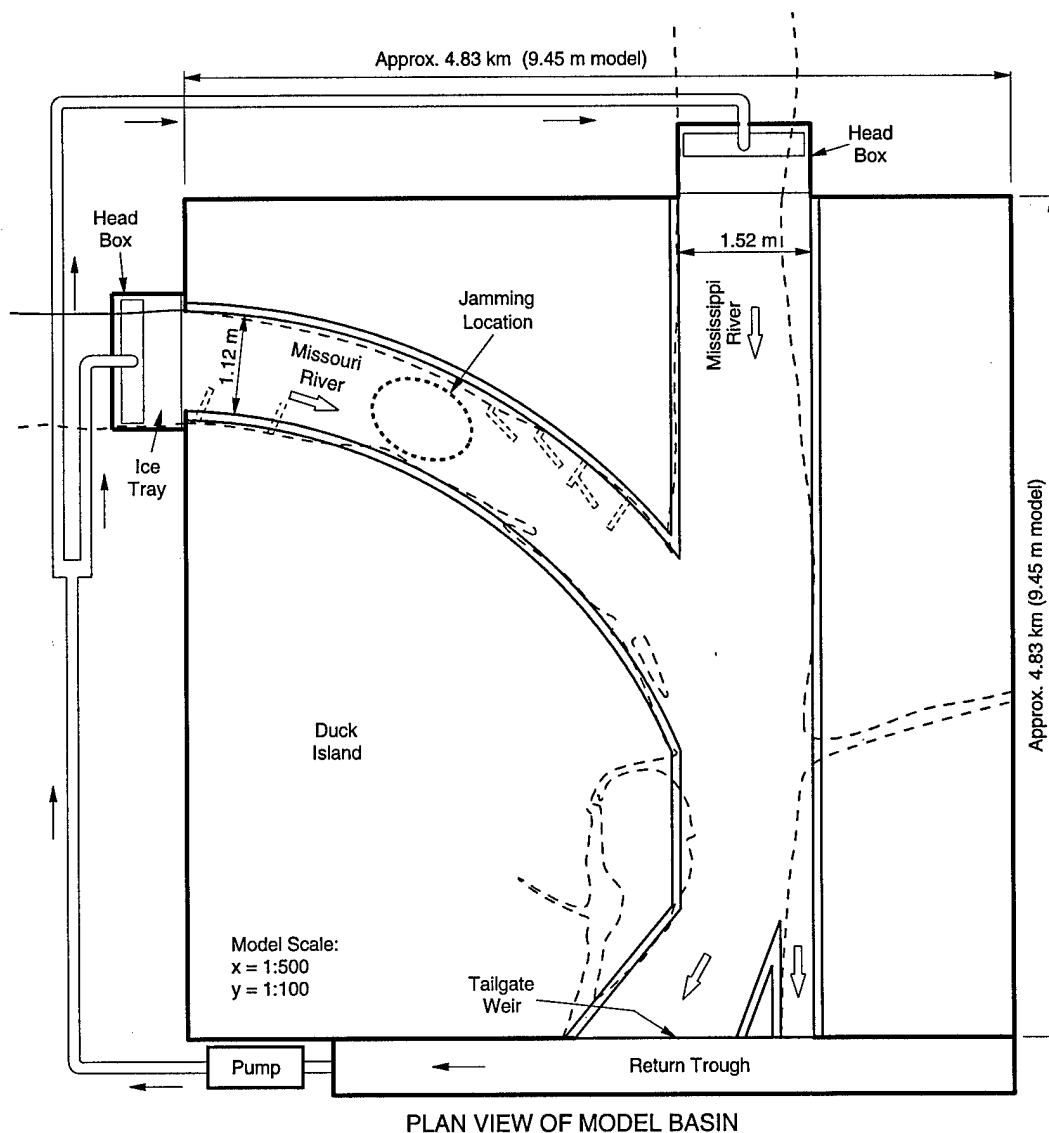 Approx. 4.83 km (9.45 m model)
Head
Box
Head
Box
1.52 m
Jamming
Location
Mississippi
River
1.12 m
Missouri
River
Ice
Tray
Approx. 4.83 km (9.45 m model)
Duck
Island
Model Scale:
x = 1:500
y = 1:100
Tailgate
Weir
Pump
Return Trough
PLAN VIEW OF MODEL BASIN